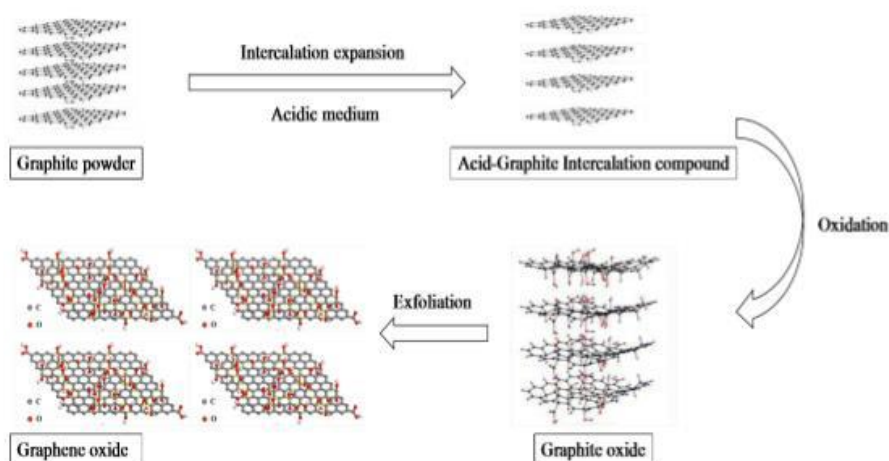 Intercalation expansion
Acidic medium
Graphite powder
Acid-Graphite Intercalation compound
Oxidation
Exfoliation
C
O
C
O
C
O
C
O
Graphene oxide
Graphite oxide